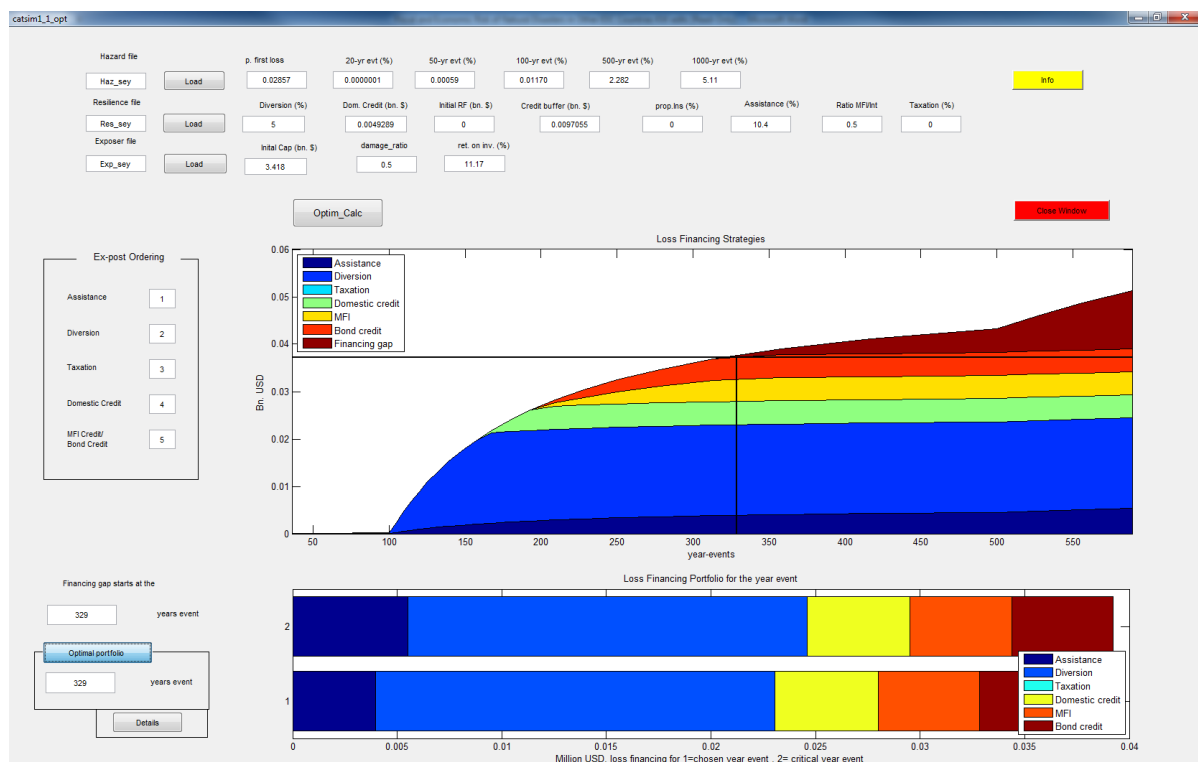 catsim1_1_opt
Hazard file
p. first loss 20-yr evt (%) 50-yr evt (%) 100-yr evt (%) 500-yr evt (%) 1000-yr evt (%)
Haz_sey Load 0.02857 0.0000001 0.00059 0.01170 2.282 5.11 Info
Resilience file
Diversion (%) Dom. Credit (bn. $) Initial RF (bn. $) Credit buffer (bn. $) prop.Ins (%) Assistance (%) Ratio MFI/Int Taxation (%)
Res_sey Load 5 0.0049289 0 0.0097055 0 10.4 0.5 0
Exposer file
Inital Cap (bn. $) damage_ratio ret. on inv. (%)
Exp_sey Load 3.418 0.5 11.17
Optim_Calc Close Window
Ex-post Ordering
Assistance 1
Diversion 2
Taxation 3
Domestic Credit 4
MFI Credit/
Bond Credit 5
Loss Financing Strategies
Bn. USD
0.06
0.05
0.04
0.03
0.02
0.01
0
Assistance
Diversion
Taxation
Domestic credit
MFI
Bond credit
Financing gap
50 100 150 200 250 300 350 400 450 500 550
year-events
Financing gap starts at the
329 years event
Optimal portfolio
329 years event
Details
Loss Financing Portfolio for the year event
2
1
Assistance
Diversion
Taxation
Domestic credit
MFI
Bond credit
0 0.005 0.01 0.015 0.02 0.025 0.03 0.035 0.04
Million USD, loss financing for 1=chosen year event , 2= critical year event